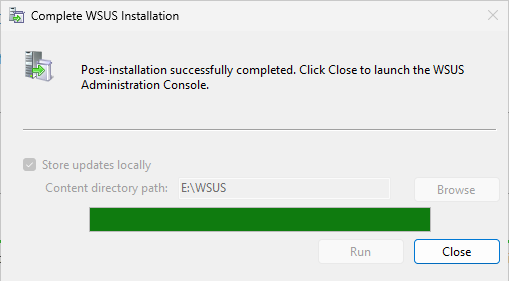 Complete WSUS Installation
Post-installation successfully completed. Click Close to launch the WSUS
Administration Console.
Store updates locally
Content directory path: E:\WSUS Browse
Run Close